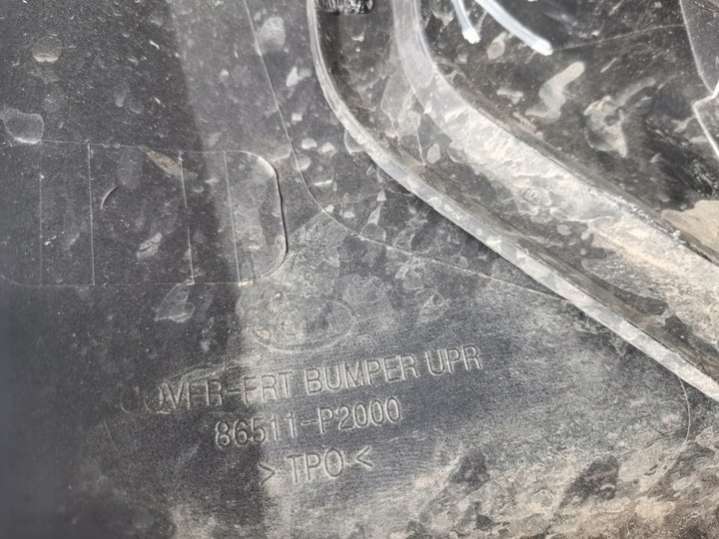 COVER-FRT BUMPER UPR
86511-P2000
>TPO<